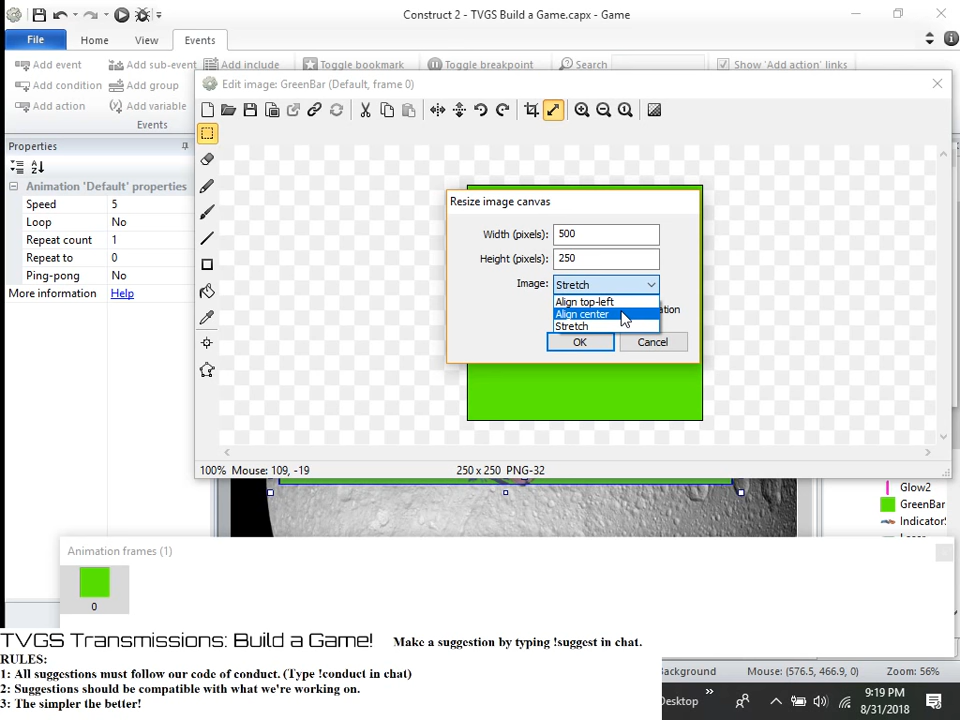 Construct 2 - TVGS Build a Game.capx - Game
File
Home
View
Events
Add event
Add sub-event
Add include
Toggle bookmark
Toggle breakpoint
Search
Show 'Add action' links
Add condition
Add group
Add action
Add variable
Events
Edit image: GreenBar (Default, frame 0)
Properties
Animation 'Default' properties
Speed 5
Loop No
Repeat count 1
Repeat to 0
Ping-pong No
More information Help
Resize image canvas
Width (pixels): 500
Height (pixels): 250
Image: Stretch
Align top-left
Align center
Stretch
OK Cancel
100% Mouse: 109, -19
250 x 250 PNG-32
Glow2
GreenBar
Indicator
Animation frames (1)
0
TVGS Transmissions: Build a Game! Make a suggestion by typing !suggest in chat.
RULES:
1: All suggestions must follow our code of conduct. (Type !conduct in chat)
2: Suggestions should be compatible with what we're working on.
3: The simpler the better!
Mouse: (576.5, 466.9, 0) Zoom: 56%
Desktop
9:19 PM
8/31/2018